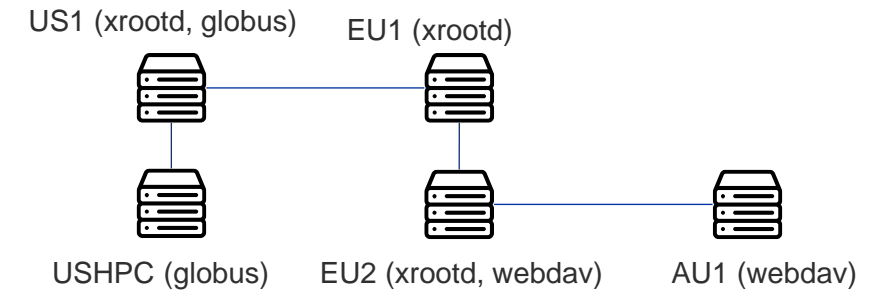 US1 (xrootd, globus)
EU1 (xrootd)
USHPC (globus)
EU2 (xrootd, webdav)
AU1 (webdav)